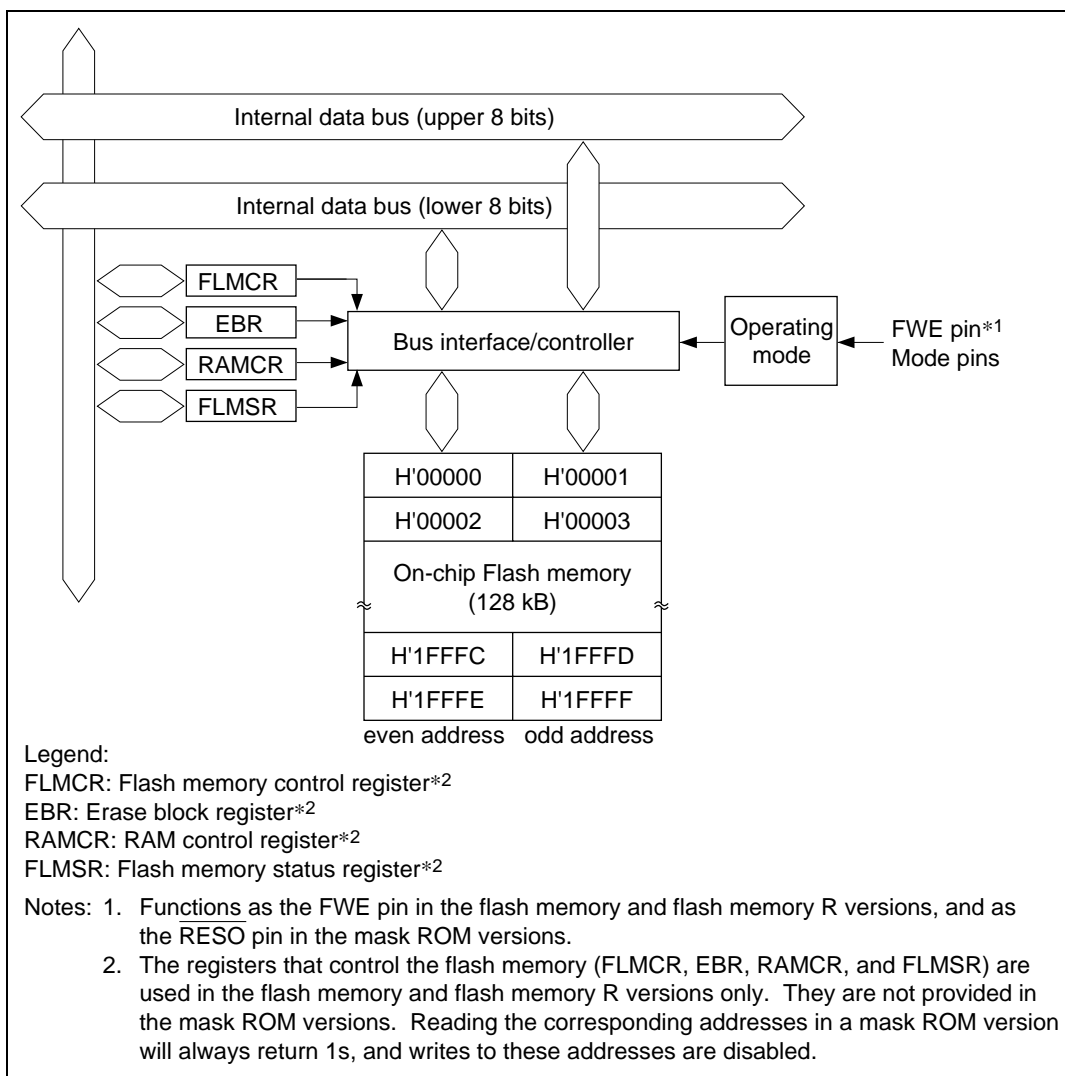 Internal data bus (upper 8 bits)
Internal data bus (lower 8 bits)
FLMCR
EBR
RAMCR
FLMSR
Bus interface/controller
Operating
mode
FWE pin*1
Mode pins
H'00000 H'00001
H'00002 H'00003
On-chip Flash memory
(128 kB)
H'1FFFC H'1FFFD
H'1FFFE H'1FFFF
even address odd address
Legend:
FLMCR: Flash memory control register*2
EBR: Erase block register*2
RAMCR: RAM control register*2
FLMSR: Flash memory status register*2
Notes: 1. Functions as the FWE pin in the flash memory and flash memory R versions, and as
the RESO pin in the mask ROM versions.
2. The registers that control the flash memory (FLMCR, EBR, RAMCR, and FLMSR) are
used in the flash memory and flash memory R versions only. They are not provided in
the mask ROM versions. Reading the corresponding addresses in a mask ROM version
will always return 1s, and writes to these addresses are disabled.